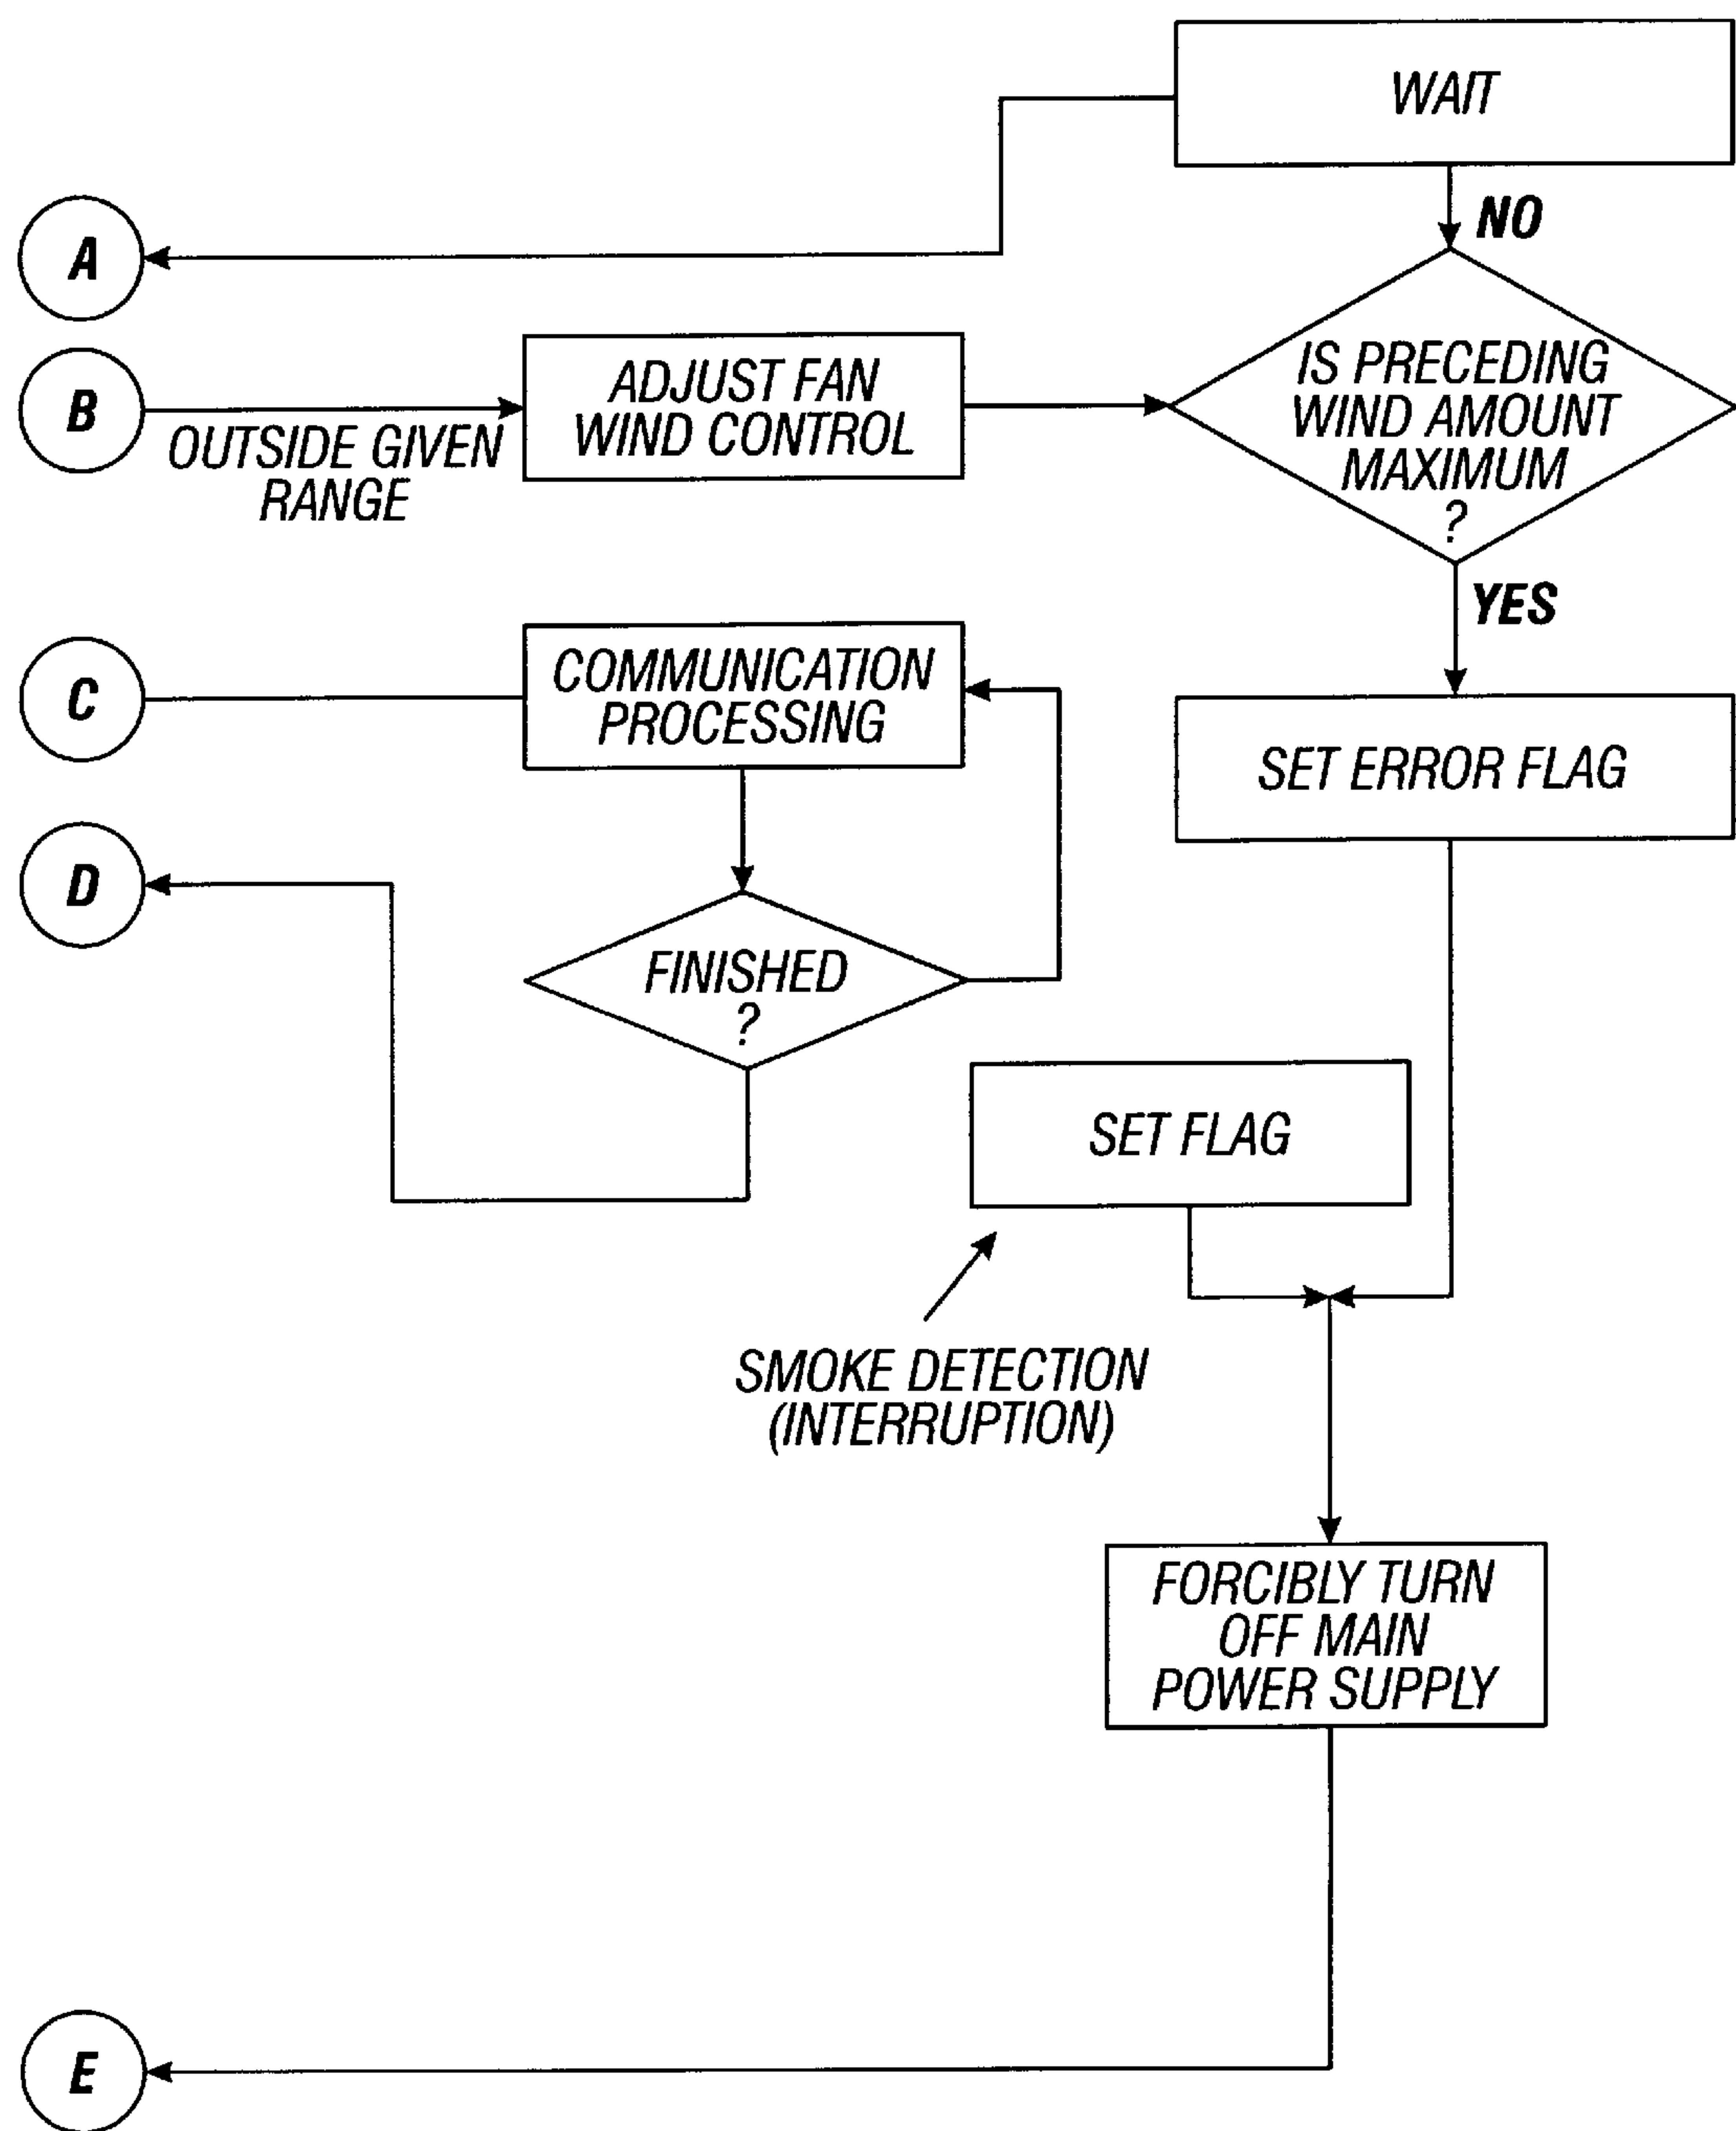 WAIT
NO
A
B
OUTSIDE GIVEN
RANGE
ADJUST FAN
WIND CONTROL
IS PRECEDING
WIND AMOUNT
MAXIMUM
?
YES
C
COMMUNICATION
PROCESSING
SET ERROR FLAG
D
FINISHED
?
SET FLAG
SMOKE DETECTION
(INTERRUPTION)
FORCIBLY TURN
OFF MAIN
POWER SUPPLY
E